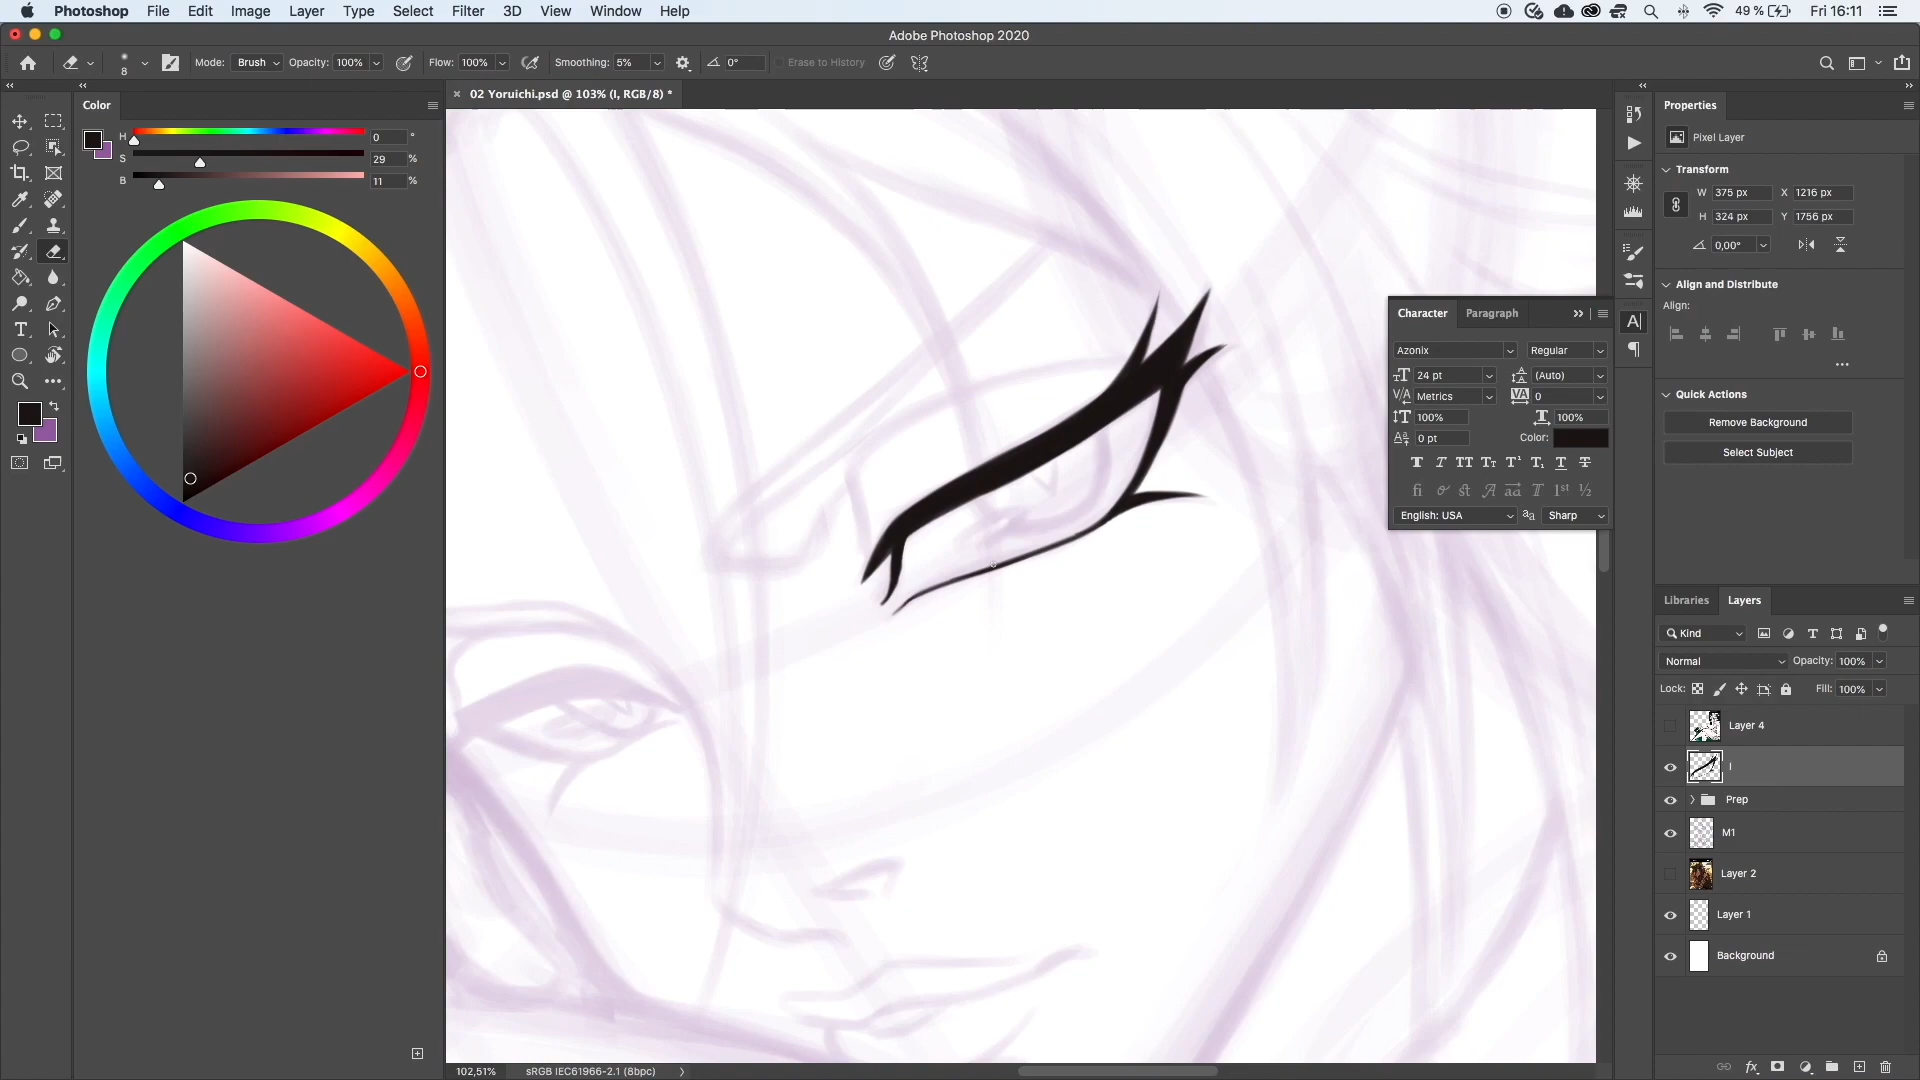 Photoshop File Edit Image Layer Type Select Filter 3D View Window Help 49 % Fri 16:11
Adobe Photoshop 2020
8 Mode: Brush Opacity: 100% Flow: 100% Smoothing: 5% 0° Erase to History
02 Yoruichi.psd @ 103% (I, RGB/8) *
Color
H 0 °
S 29 %
B 11 %
Properties
Pixel Layer
Transform
W 375 px X 1216 px
H 324 px Y 1756 px
0,00°
Align and Distribute
Align:
Quick Actions
Remove Background
Select Subject
Character Paragraph
Azonix Regular
24 pt (Auto)
Metrics 0
100% 100%
0 pt Color:
English: USA Sharp
Libraries Layers
Kind
Normal Opacity: 100%
Lock: Fill: 100%
Layer 4
I
Prep
M1
Layer 2
Layer 1
Background
102,51% sRGB IEC61966-2.1 (8bpc)